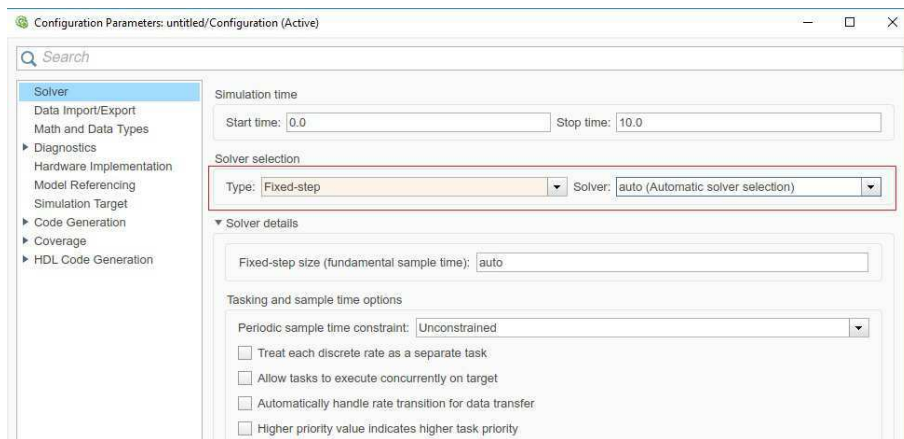 Configuration Parameters: untitled/Configuration (Active)
Search
Solver
Data Import/Export
Math and Data Types
Diagnostics
Hardware Implementation
Model Referencing
Simulation Target
Code Generation
Coverage
HDL Code Generation
Simulation time
Start time: 0.0 Stop time: 10.0
Solver selection
Type: Fixed-step Solver: auto (Automatic solver selection)
Solver details
Fixed-step size (fundamental sample time): auto
Tasking and sample time options
Periodic sample time constraint: Unconstrained
Treat each discrete rate as a separate task
Allow tasks to execute concurrently on target
Automatically handle rate transition for data transfer
Higher priority value indicates higher task priority